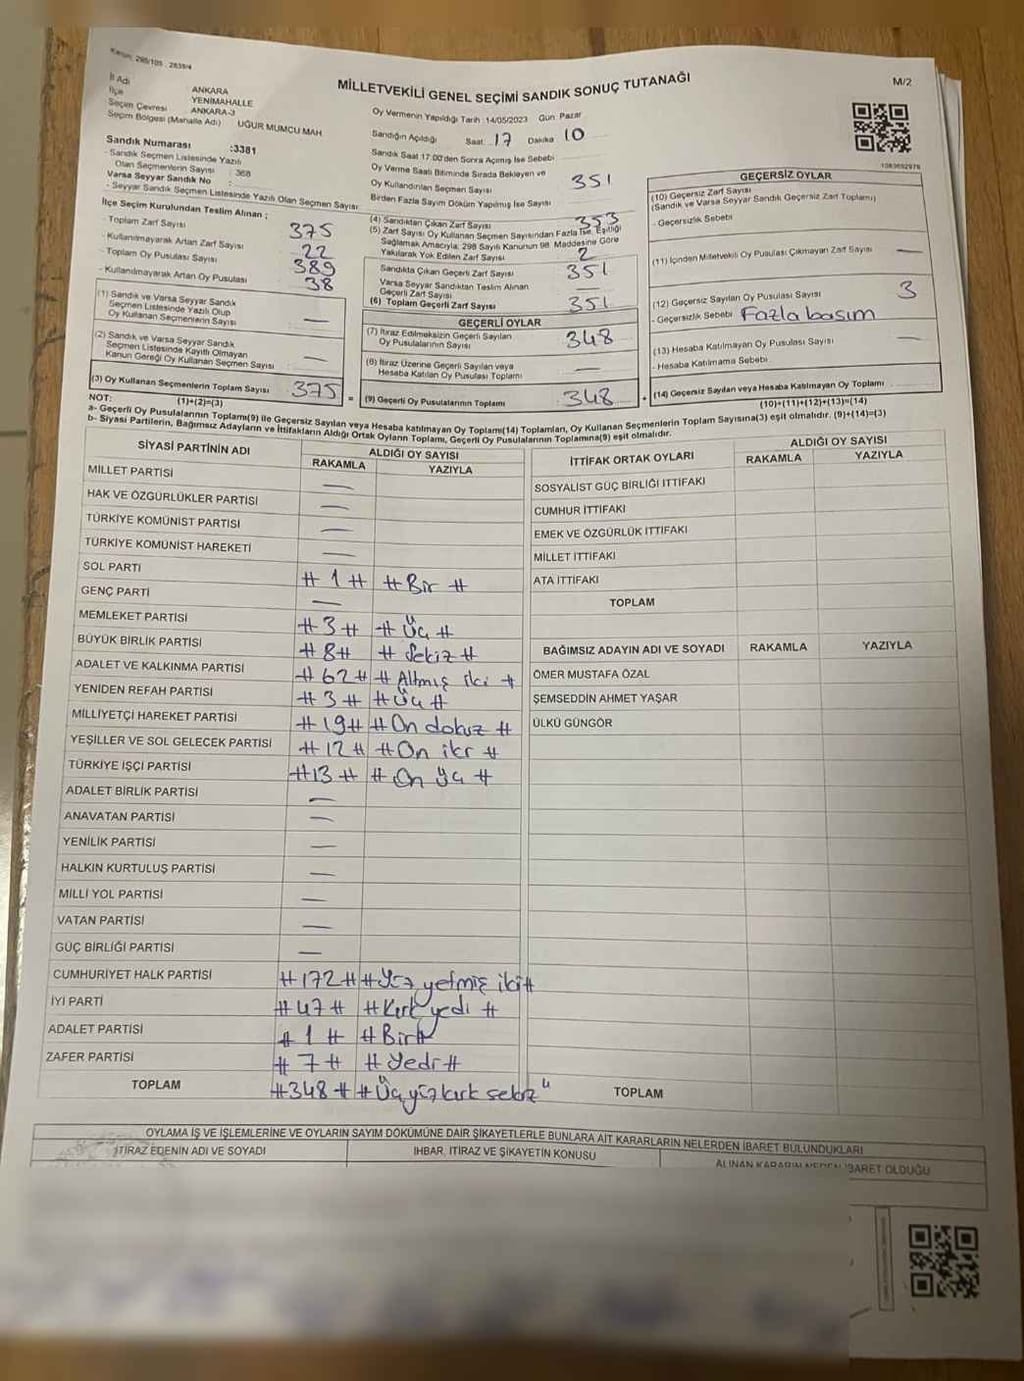 Kanun: 298/105 . 2839/4
MİLLETVEKİLİ GENEL SEÇİMİ SANDIK SONUÇ TUTANAĞI
M/2
İl Adı ANKARA
İlçe YENİMAHALLE
Seçim Çevresi ANKARA-3
Seçim Bölgesi (Mahalle Adı) UĞUR MUMCU MAH
Sandık Numarası :3381
- Sandık Seçmen Listesinde Yazılı
Olan Seçmenlerin Sayısı : 368
Varsa Seyyar Sandık No :
- Seyyar Sandık Seçmen Listesinde Yazılı Olan Seçmen Sayısı:
Oy Vermenin Yapıldığı Tarih :14/05/2023 Gün: Pazar
Sandığın Açıldığı Saat: 17 Dakika 10
Sandık Saat 17:00'den Sonra Açılmış İse Sebebi
Oy Verme Saati Bitiminde Sırada Bekleyen ve
Oy Kullandırılan Seçmen Sayısı 351
Birden Fazla Sayım Döküm Yapılmış İse Sayısı
İlçe Seçim Kurulundan Teslim Alınan ;
- Toplam Zarf Sayısı 375
- Kullanılmayarak Artan Zarf Sayısı 22
- Toplam Oy Pusulası Sayısı 389
- Kullanılmayarak Artan Oy Pusulası 38
(1) Sandık ve Varsa Seyyar Sandık
Seçmen Listesinde Yazılı Olup
Oy Kullanan Seçmenlerin Sayısı —
(2) Sandık ve Varsa Seyyar Sandık
Seçmen Listesinde Kayıtlı Olmayan
Kanun Gereği Oy Kullanan Seçmen Sayısı —
(3) Oy Kullanan Seçmenlerin Toplam Sayısı 375
(1)+(2)=(3)
(4) Sandıktan Çıkan Zarf Sayısı 353
(5) Zarf Sayısı Oy Kullanan Seçmen Sayısından Fazla İse, Eşitliği
Sağlamak Amacıyla; 298 Sayılı Kanunun 98. Maddesine Göre
Yakılarak Yok Edilen Zarf Sayısı 2
Sandıkta Çıkan Geçerli Zarf Sayısı 351
Varsa Seyyar Sandıktan Teslim Alınan
Geçerli Zarf Sayısı —
(6) Toplam Geçerli Zarf Sayısı 351
GEÇERLİ OYLAR
(7) İtiraz Edilmeksizin Geçerli Sayılan
Oy Pusulalarının Sayısı 348
(8) İtiraz Üzerine Geçerli Sayılan veya
Hesaba Katılan Oy Pusulası Toplamı —
= (9) Geçerli Oy Pusulalarının Toplamı 348
GEÇERSİZ OYLAR
(10) Geçersiz Zarf Sayısı
(Sandık ve Varsa Seyyar Sandık Geçersiz Zarf Toplamı)
- Geçersizlik Sebebi
(11) İçinden Milletvekili Oy Pusulası Çıkmayan Zarf Sayısı —
(12) Geçersiz Sayılan Oy Pusulası Sayısı 3
- Geçersizlik Sebebi Fazla basım
(13) Hesaba Katılmayan Oy Pusulası Sayısı —
- Hesaba Katılmama Sebebi
+ (14) Geçersiz Sayılan veya Hesaba Katılmayan Oy Toplamı
(10)+(11)+(12)+(13)=(14)
NOT:
a- Geçerli Oy Pusulalarının Toplamı(9) ile Geçersiz Sayılan veya Hesaba katılmayan Oy Toplamı(14) Toplamları, Oy Kullanan Seçmenlerin Toplam Sayısına(3) eşit olmalıdır. (9)+(14)=(3)
b- Siyasi Partilerin, Bağımsız Adayların ve İttifakların Aldığı Ortak Oyların Toplamı, Geçerli Oy Pusulalarının Toplamına(9) eşit olmalıdır.
SİYASİ PARTİNİN ADI ALDIĞI OY SAYISI
RAKAMLA YAZIYLA
MİLLET PARTİSİ —
HAK VE ÖZGÜRLÜKLER PARTİSİ —
TÜRKİYE KOMÜNİST PARTİSİ —
TÜRKİYE KOMÜNİST HAREKETİ —
SOL PARTİ # 1 # # Bir #
GENÇ PARTİ —
MEMLEKET PARTİSİ # 3 # # Üç #
BÜYÜK BİRLİK PARTİSİ # 8 # # Sekiz #
ADALET VE KALKINMA PARTİSİ # 62 # # Altmış iki #
YENİDEN REFAH PARTİSİ # 3 # # Üç #
MİLLİYETÇİ HAREKET PARTİSİ # 19 # # On dokuz #
YEŞİLLER VE SOL GELECEK PARTİSİ # 12 # # On iki #
TÜRKİYE İŞÇİ PARTİSİ # 13 # # On üç #
ADALET BİRLİK PARTİSİ —
ANAVATAN PARTİSİ —
YENİLİK PARTİSİ —
HALKIN KURTULUŞ PARTİSİ —
MİLLİ YOL PARTİSİ —
VATAN PARTİSİ —
GÜÇ BİRLİĞİ PARTİSİ —
CUMHURİYET HALK PARTİSİ # 172 # # Yüz yetmiş iki #
İYİ PARTİ # 47 # # Kırk yedi #
ADALET PARTİSİ # 1 # # Bir #
ZAFER PARTİSİ # 7 # # Yedi #
TOPLAM # 348 # # Üç yüz kırk sekiz "
İTTİFAK ORTAK OYLARI ALDIĞI OY SAYISI
RAKAMLA YAZIYLA
SOSYALİST GÜÇ BİRLİĞİ İTTİFAKI
CUMHUR İTTİFAKI
EMEK VE ÖZGÜRLÜK İTTİFAKI
MİLLET İTTİFAKI
ATA İTTİFAKI
TOPLAM
BAĞIMSIZ ADAYIN ADI VE SOYADI RAKAMLA YAZIYLA
ÖMER MUSTAFA ÖZAL
ŞEMSEDDİN AHMET YAŞAR
ÜLKÜ GÜNGÖR
TOPLAM
OYLAMA İŞ VE İŞLEMLERİNE VE OYLARIN SAYIM DÖKÜMÜNE DAİR ŞİKAYETLERLE BUNLARA AİT KARARLARIN NELERDEN İBARET BULUNDUKLARI
İTİRAZ EDENİN ADI VE SOYADI İHBAR, İTİRAZ VE ŞİKAYETİN KONUSU ALINAN KARARIN NEDEN İBARET OLDUĞU